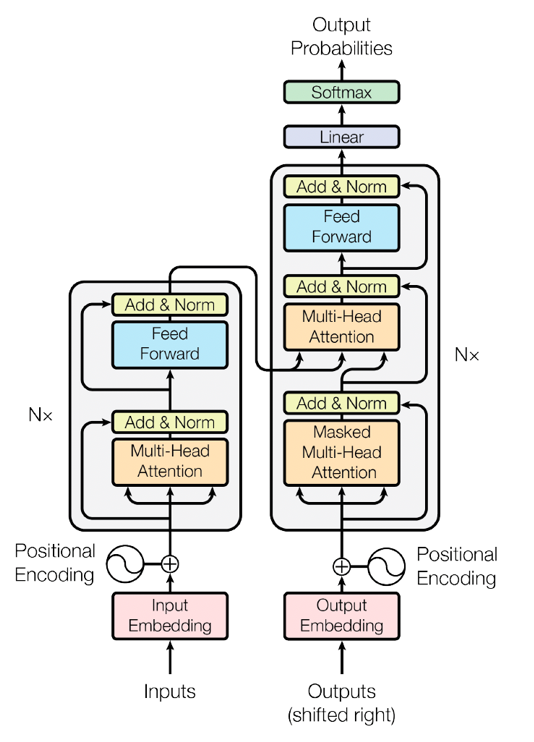 Output
Probabilities
Softmax
Linear
Add & Norm
Feed
Forward
Add & Norm
Multi-Head
Attention
Add & Norm
Masked
Multi-Head
Attention
Nx
Positional
Encoding
Output
Embedding
Outputs
(shifted right)
Add & Norm
Feed
Forward
Add & Norm
Multi-Head
Attention
N×
Positional
Encoding
Input
Embedding
Inputs